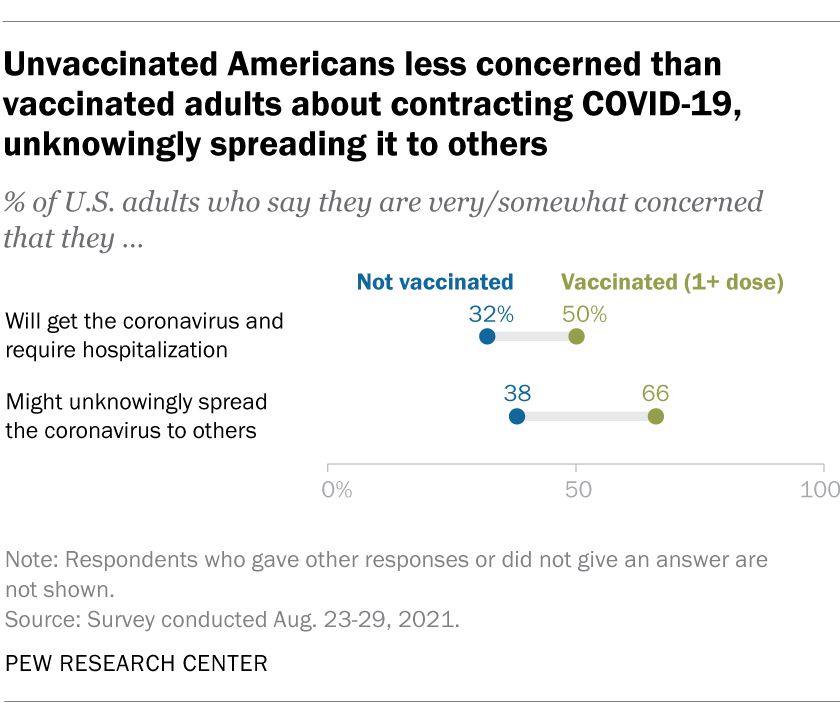 Unvaccinated Americans less concerned than
vaccinated adults about contracting COVID-19,
unknowingly spreading it to others
% of U.S. adults who say they are very/somewhat concerned
that they ...
Not vaccinated Vaccinated (1+ dose)
32% 50%
Will get the coronavirus and
require hospitalization
38 66
Might unknowingly spread
the coronavirus to others
0% 50 100
Note: Respondents who gave other responses or did not give an answer are
not shown.
Source: Survey conducted Aug. 23-29, 2021.
PEW RESEARCH CENTER